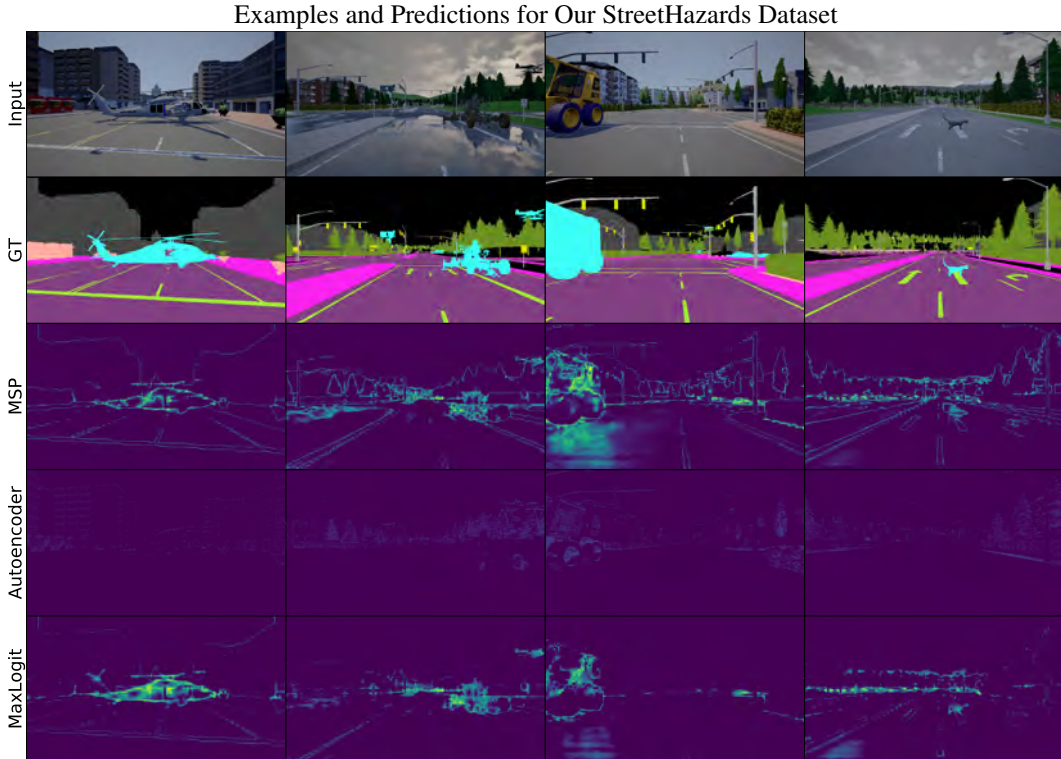 Examples and Predictions for Our StreetHazards Dataset
Input
GT
MSP
Autoencoder
MaxLogit